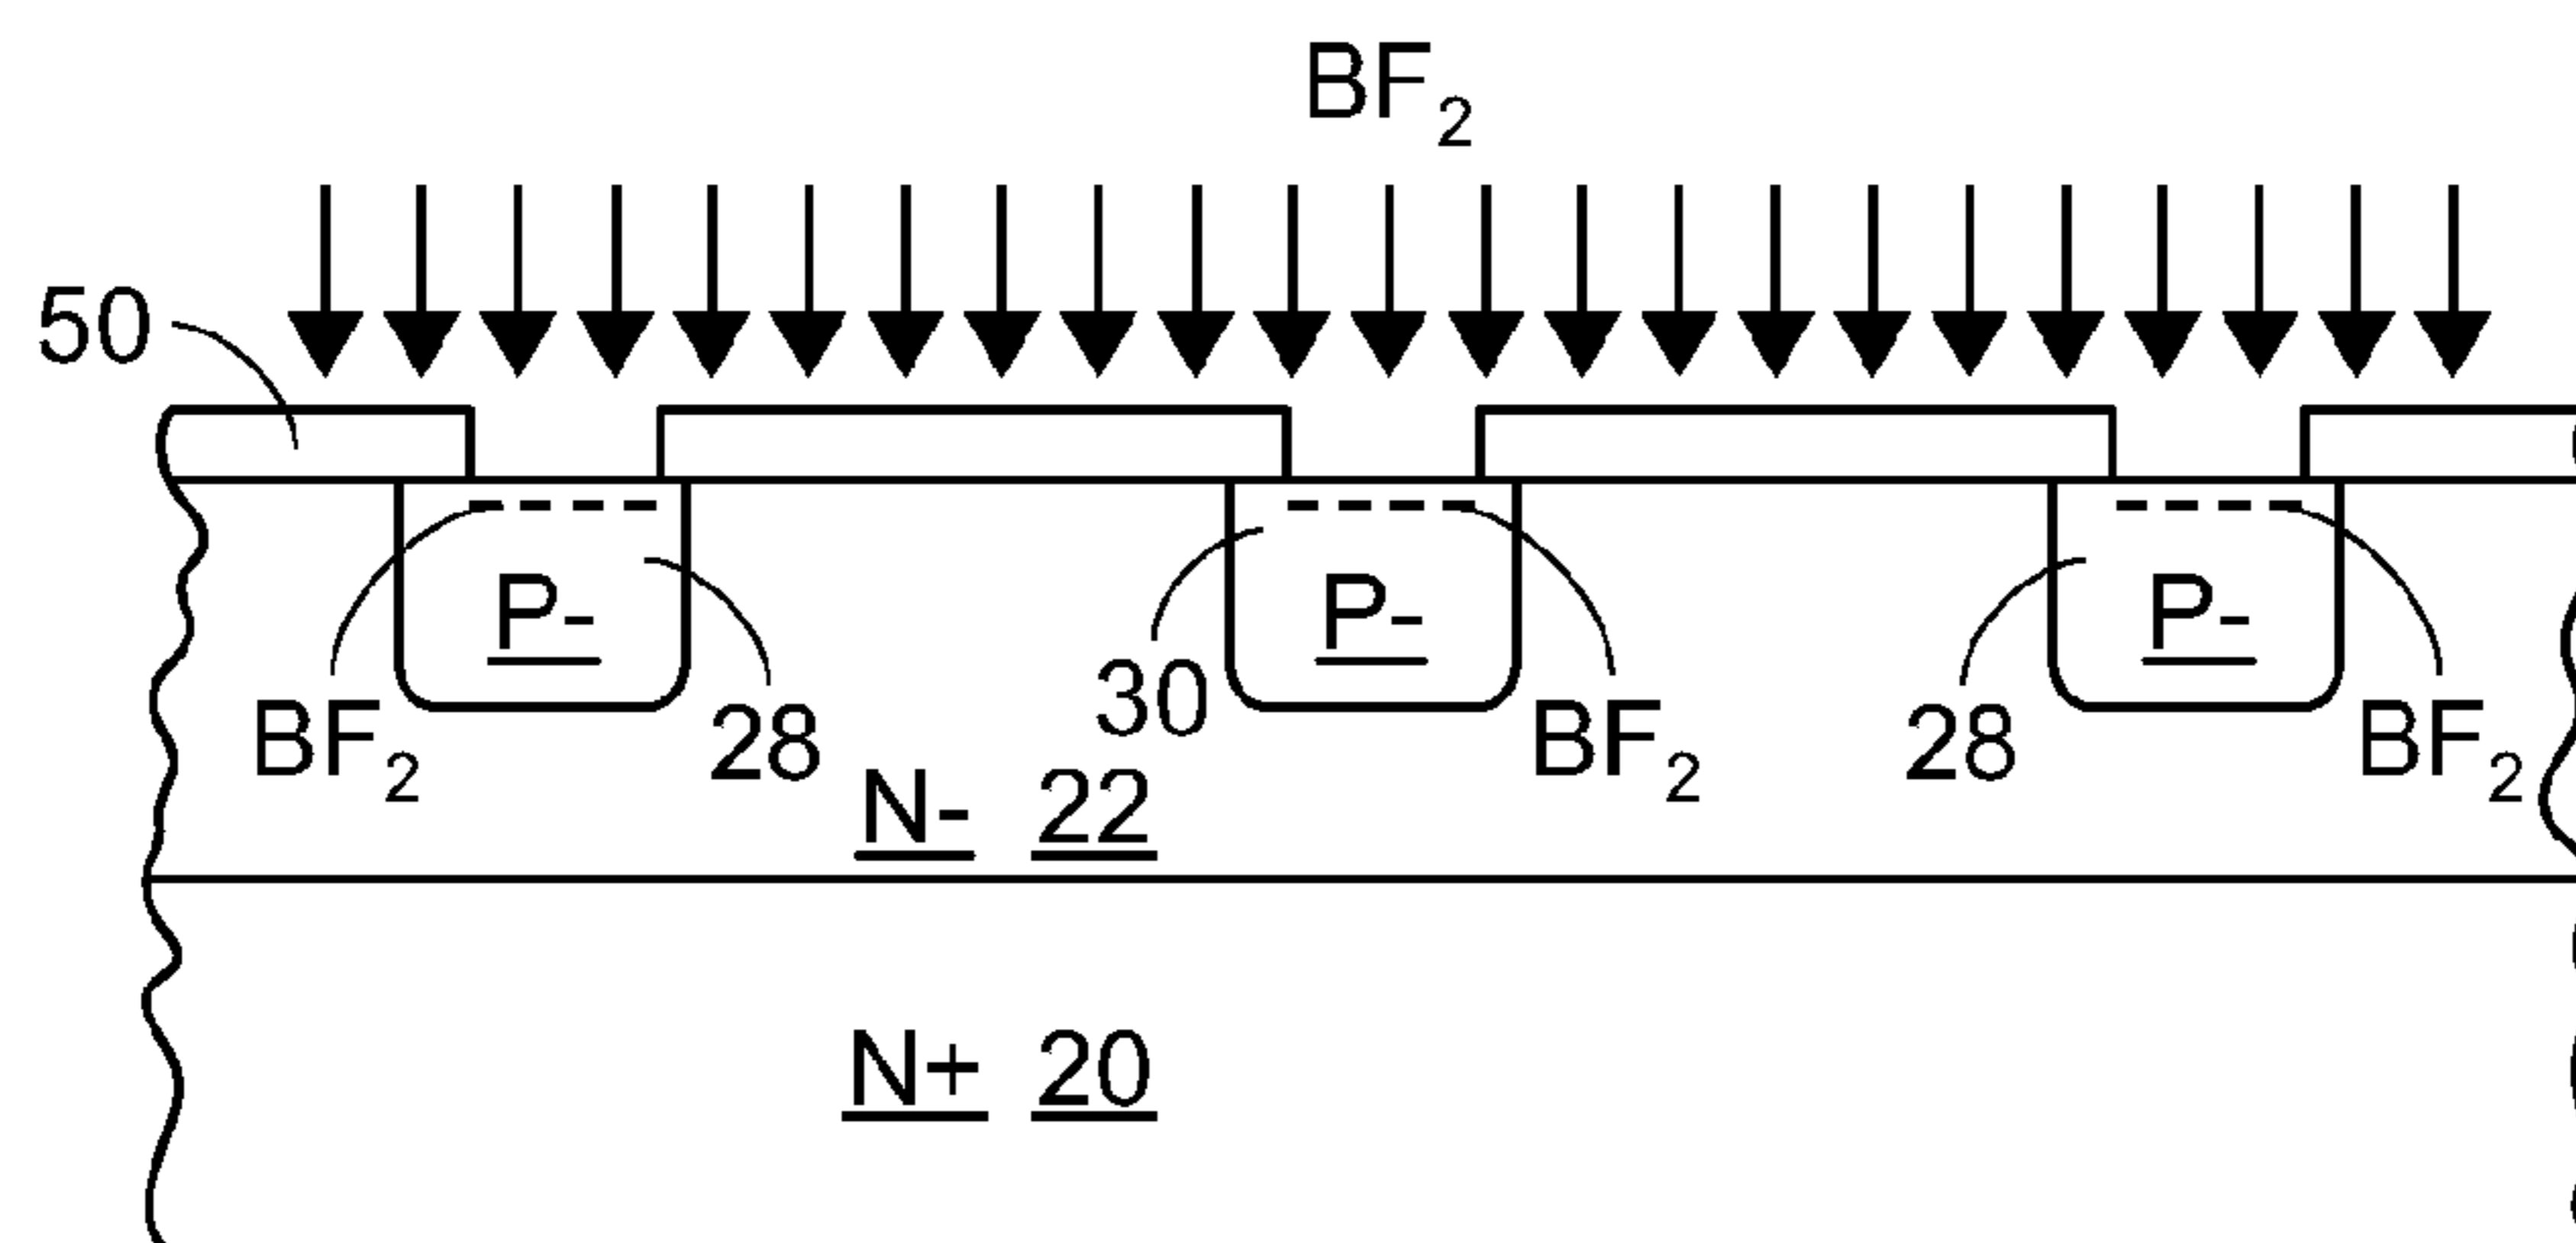 BF₂
50
P- P- P-
BF₂ 28 30 BF₂ 28 BF₂
N- 22
N+ 20